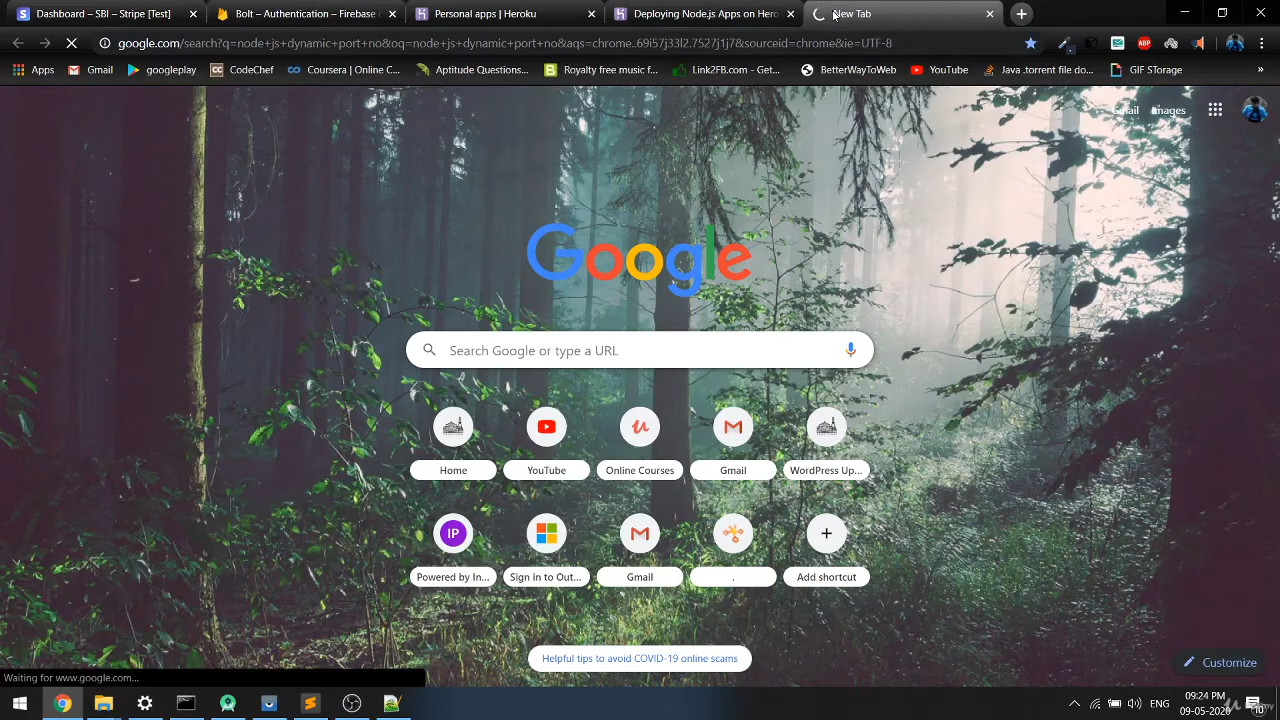 Dashboard – SBI – Stripe [Test]
Bolt – Authentication – Firebase c
Personal apps | Heroku
Deploying Node.js Apps on Hero
New Tab
google.com/search?q=node+js+dynamic+port+no&oq=node+js+dynamic+port+no&aqs=chrome..69i57j33l2.7527j1j7&sourceid=chrome&ie=UTF-8
Apps
Gmail
googleplay
CodeChef
Coursera | Online C...
Aptitude Questions...
Royalty free music f...
Link2FB.com - Get...
BetterWayToWeb
YouTube
Java .torrent file do...
GIF STorage
»
Gmail
Images
Google
Search Google or type a URL
Home
YouTube
Online Courses
Gmail
WordPress Up...
IP
Powered by In...
Sign in to Out...
Gmail
.
Add shortcut
Helpful tips to avoid COVID-19 online scams
Customize
Waiting for www.google.com...
ENG
09:24 PM
09-05-2020